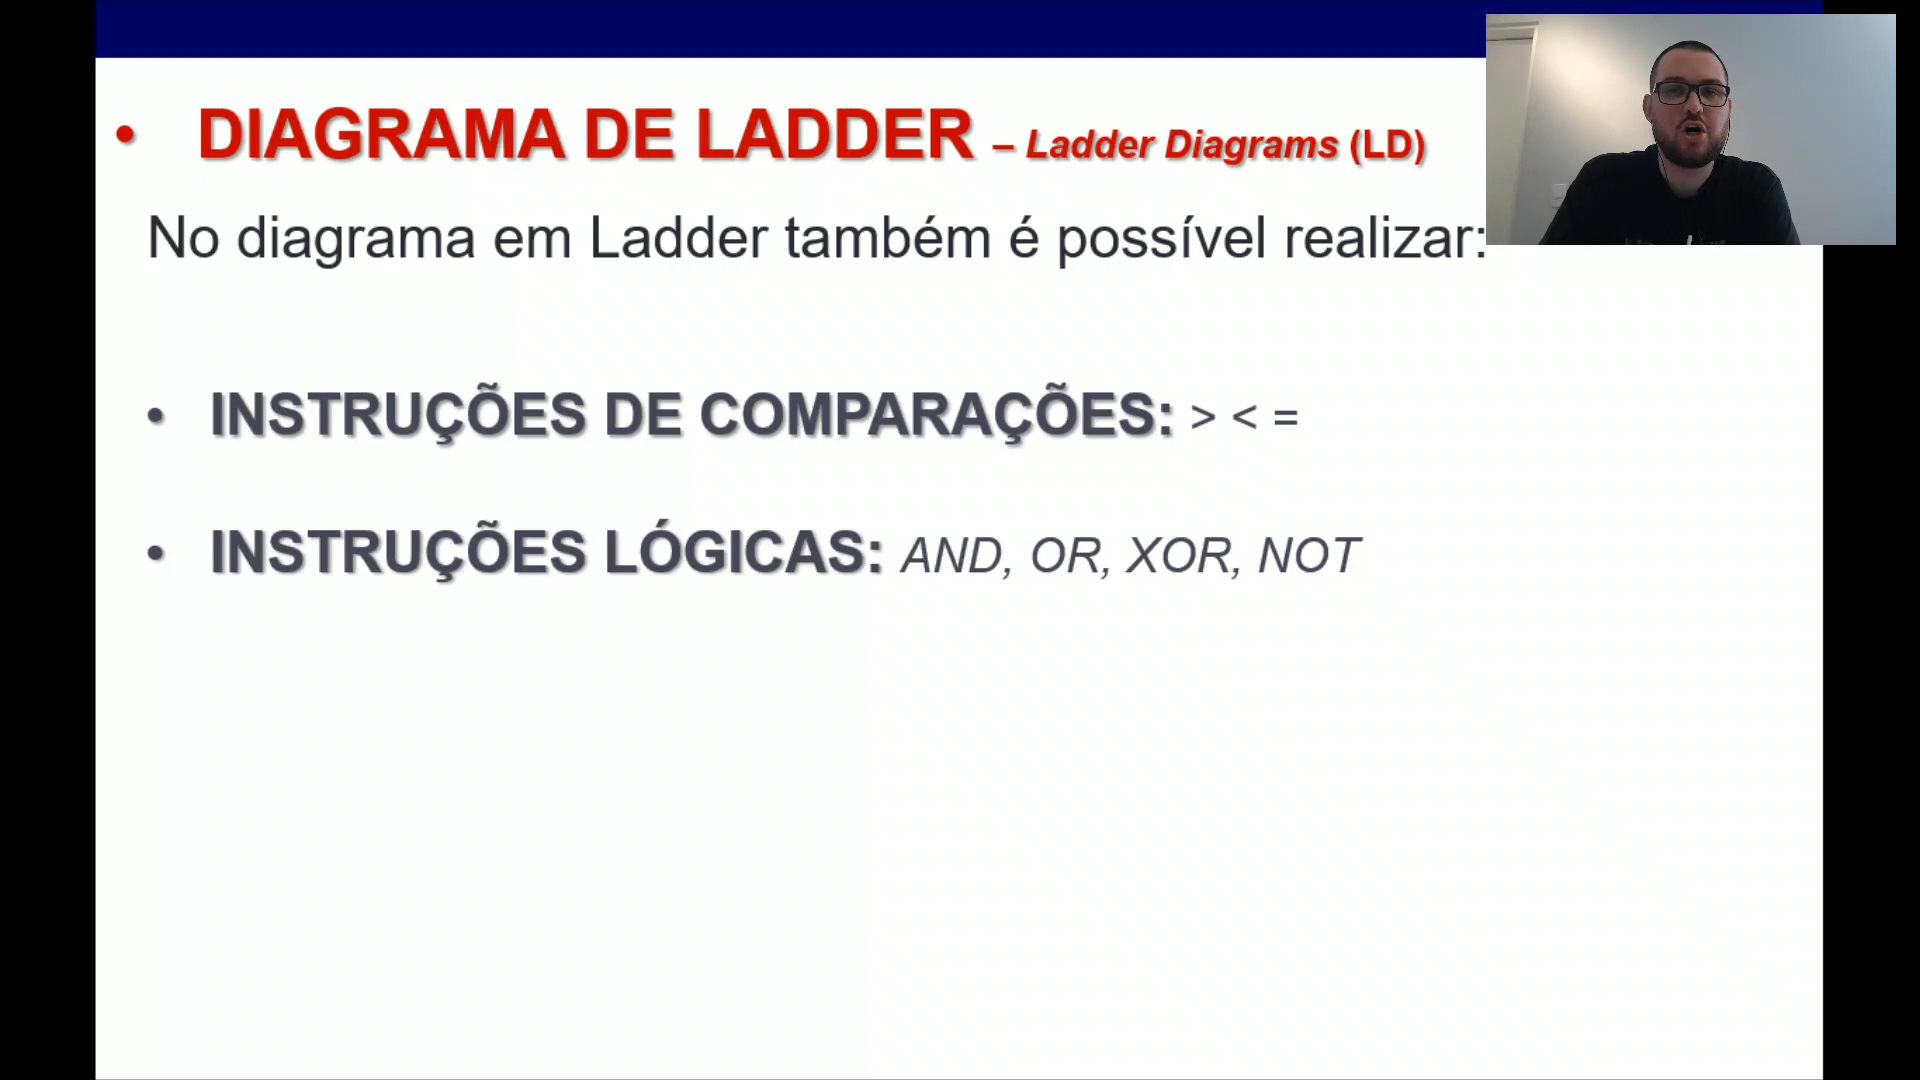 • DIAGRAMA DE LADDER – Ladder Diagrams (LD)
No diagrama em Ladder também é possível realizar:
• INSTRUÇÕES DE COMPARAÇÕES: > < =
• INSTRUÇÕES LÓGICAS: AND, OR, XOR, NOT